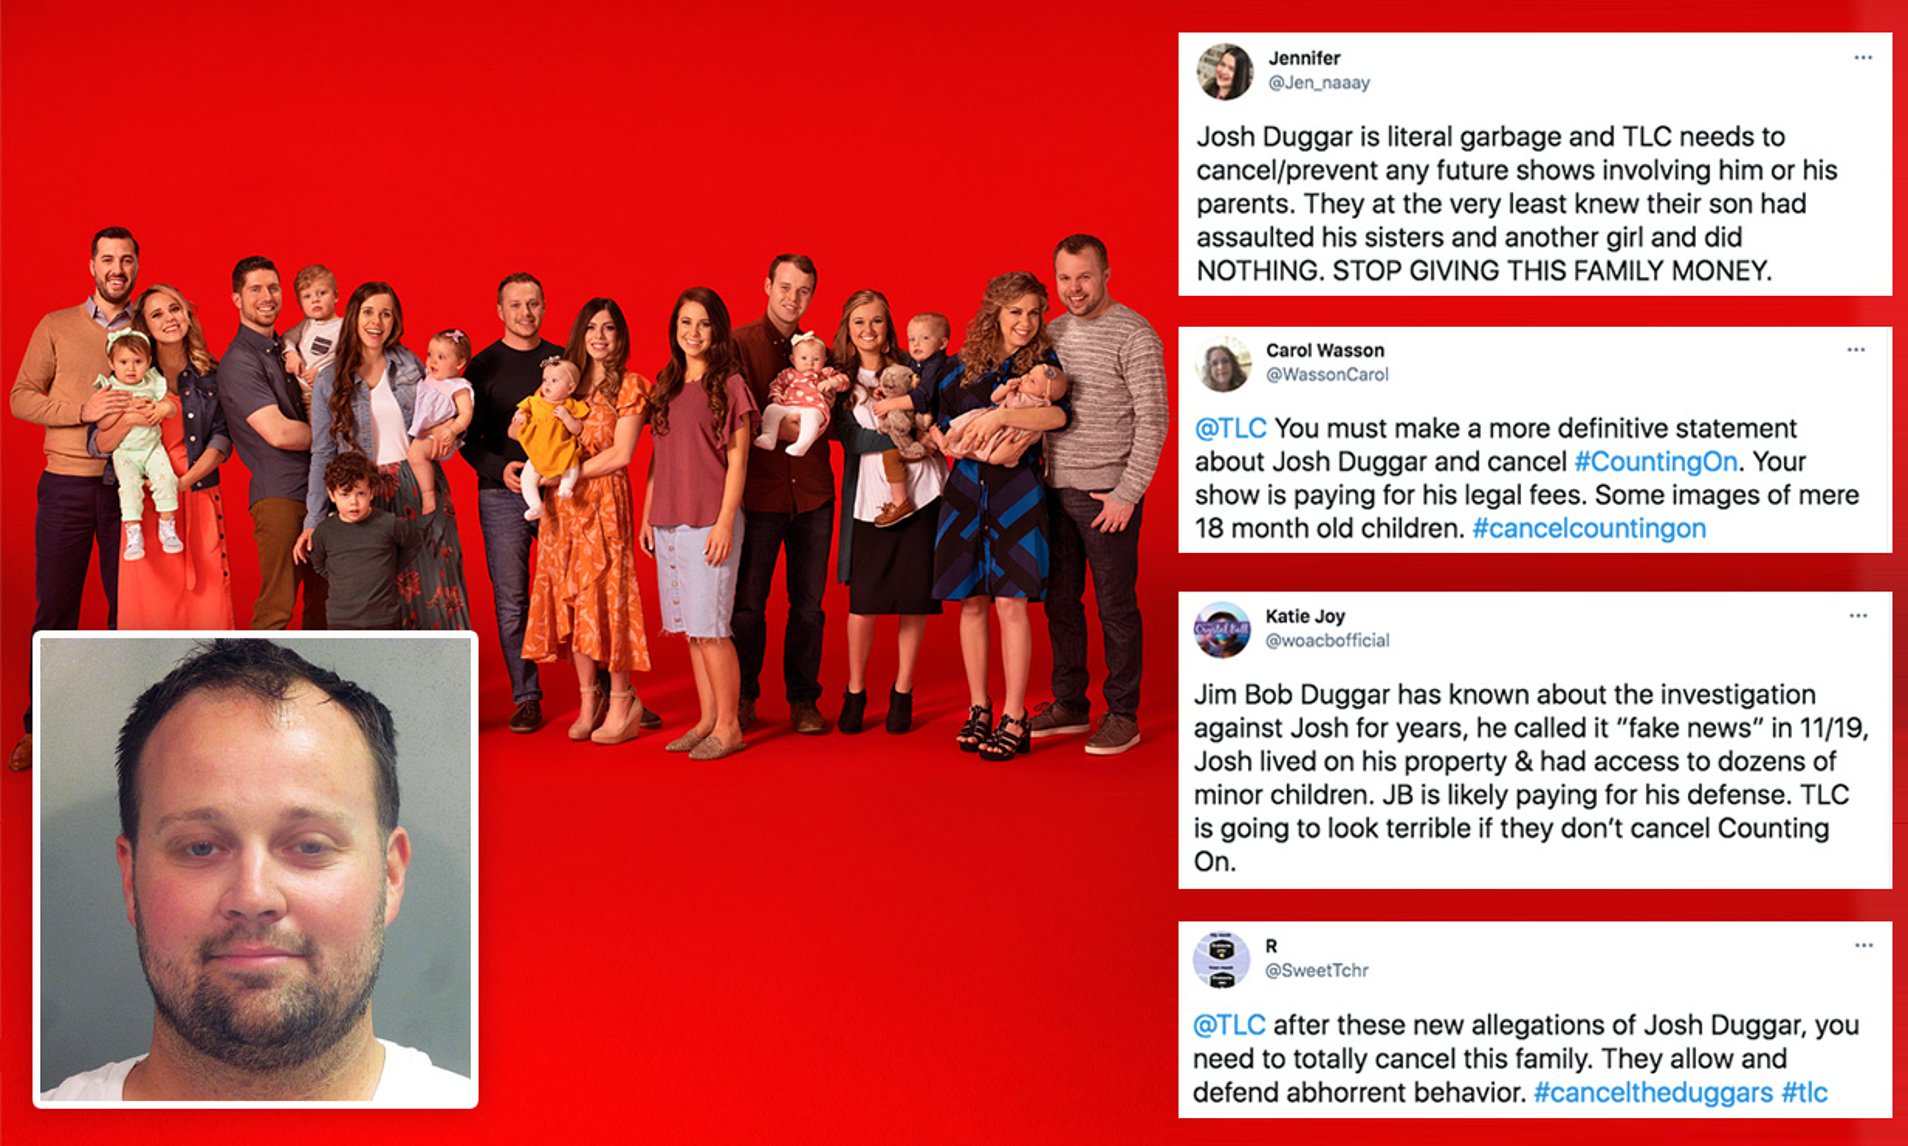 Jennifer
@Jen_naaay
Josh Duggar is literal garbage and TLC needs to
cancel/prevent any future shows involving him or his
parents. They at the very least knew their son had
assaulted his sisters and another girl and did
NOTHING. STOP GIVING THIS FAMILY MONEY.
Carol Wasson
@WassonCarol
@TLC You must make a more definitive statement
about Josh Duggar and cancel #CountingOn. Your
show is paying for his legal fees. Some images of mere
18 month old children. #cancelcountingon
Crystal Ball
Katie Joy
@woacbofficial
Jim Bob Duggar has known about the investigation
against Josh for years, he called it "fake news" in 11/19,
Josh lived on his property & had access to dozens of
minor children. JB is likely paying for his defense. TLC
is going to look terrible if they don't cancel Counting
On.
R
@SweetTchr
@TLC after these new allegations of Josh Duggar, you
need to totally cancel this family. They allow and
defend abhorrent behavior. #canceltheduggars #tlc